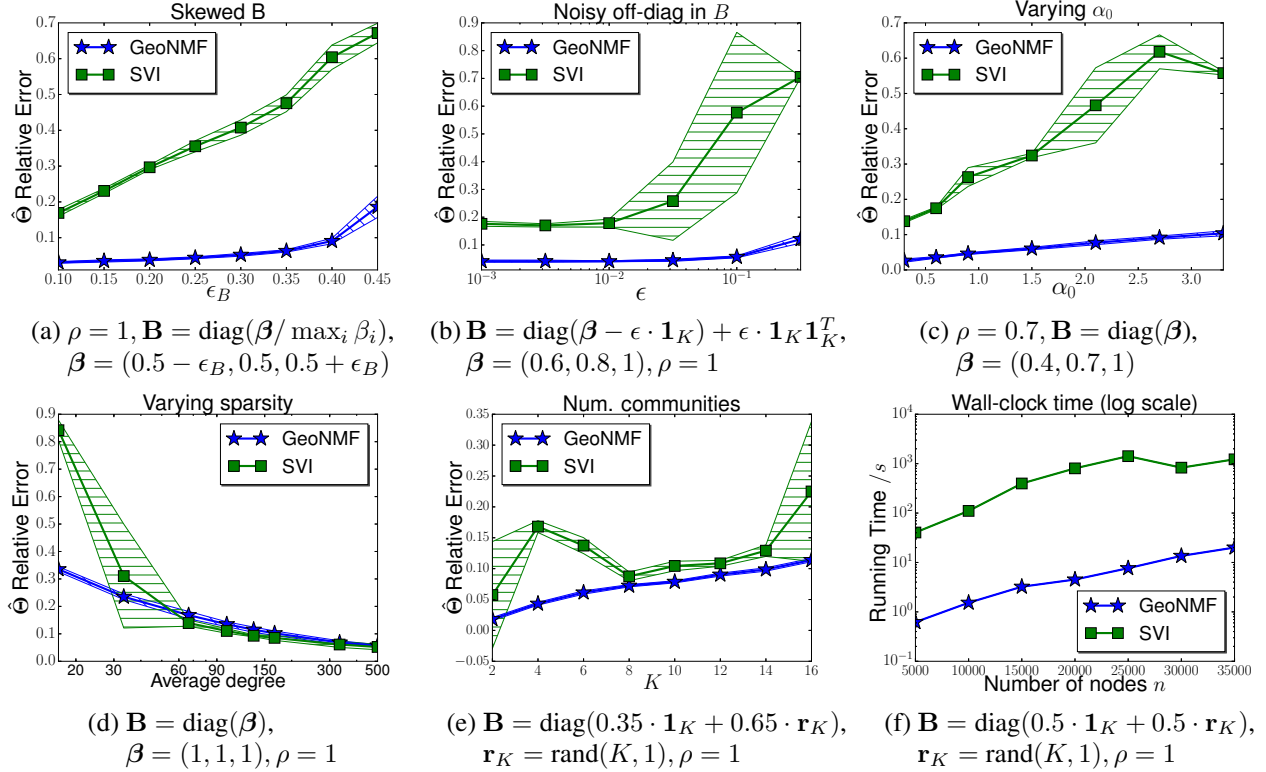 Skewed B
GeoNMF
SVI
Θ̂ Relative Error
0.7
0.6
0.5
0.4
0.3
0.2
0.1
0.10 0.15 0.20 0.25 0.30 0.35 0.40 0.45
ϵ_B
(a) ρ = 1, B = diag(β/ max_i β_i),
β = (0.5 − ϵ_B, 0.5, 0.5 + ϵ_B)
Noisy off-diag in B
GeoNMF
SVI
Θ̂ Relative Error
0.9
0.8
0.7
0.6
0.5
0.4
0.3
0.2
0.1
10^{-3} 10^{-2} 10^{-1}
ϵ
(b) B = diag(β − ϵ · 1_K) + ϵ · 1_K 1_K^T,
β = (0.6, 0.8, 1), ρ = 1
Varying α_0
GeoNMF
SVI
Θ̂ Relative Error
0.7
0.6
0.5
0.4
0.3
0.2
0.1
0.0
0.5 1.0 1.5 2.0 2.5 3.0
α_0
(c) ρ = 0.7, B = diag(β),
β = (0.4, 0.7, 1)
Varying sparsity
GeoNMF
SVI
Θ̂ Relative Error
0.9
0.8
0.7
0.6
0.5
0.4
0.3
0.2
0.1
0.0
20 30 60 90 150 300 500
Average degree
(d) B = diag(β),
β = (1, 1, 1), ρ = 1
Num. communities
GeoNMF
SVI
Θ̂ Relative Error
0.35
0.30
0.25
0.20
0.15
0.10
0.05
0.00
−0.05
2 4 6 8 10 12 14 16
K
(e) B = diag(0.35 · 1_K + 0.65 · r_K),
r_K = rand(K, 1), ρ = 1
Wall-clock time (log scale)
GeoNMF
SVI
Running Time /s
10^4
10^3
10^2
10^1
10^0
10^{-1}
5000 10000 15000 20000 25000 30000 35000
Number of nodes n
(f) B = diag(0.5 · 1_K + 0.5 · r_K),
r_K = rand(K, 1), ρ = 1